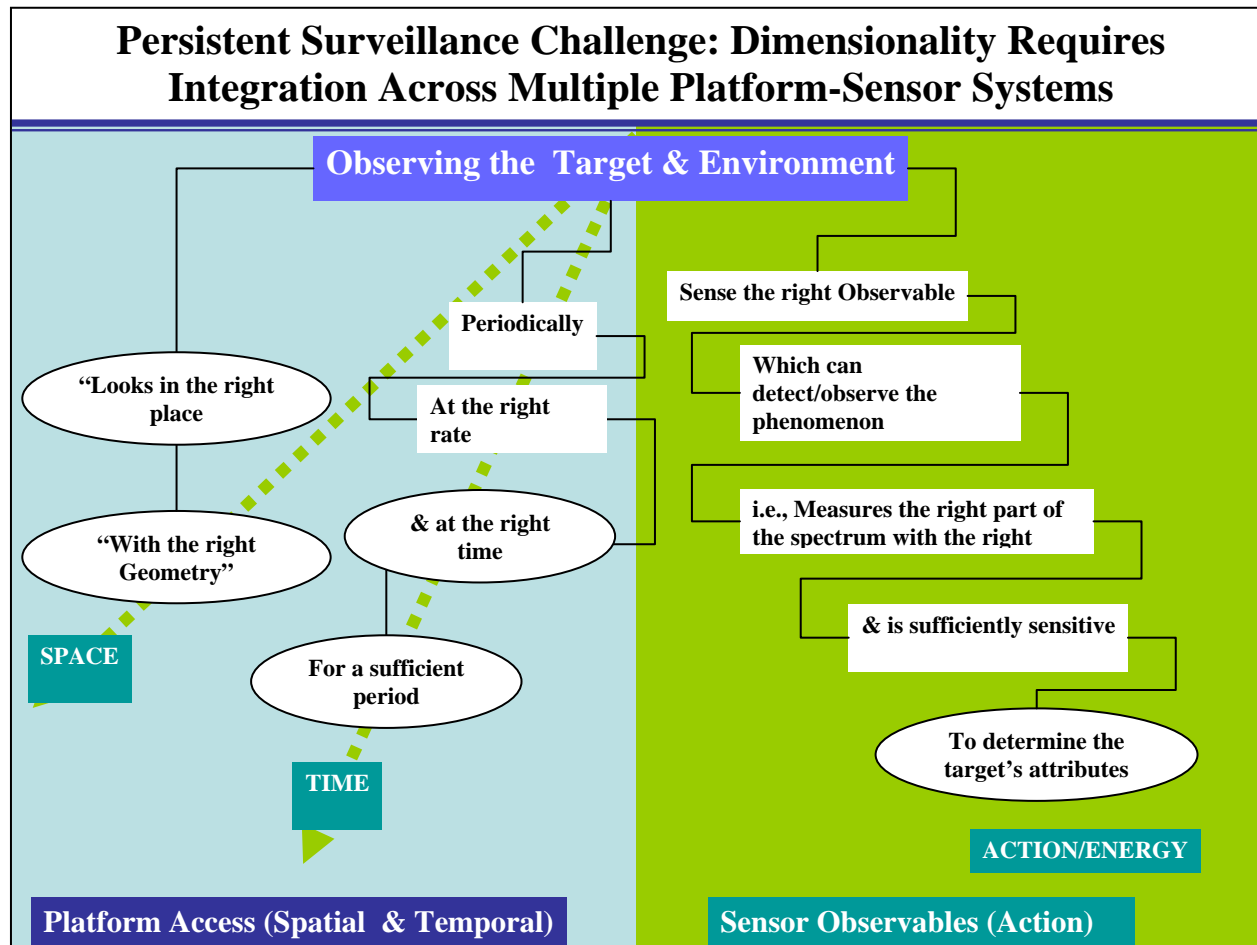 Persistent Surveillance Challenge: Dimensionality Requires
Integration Across Multiple Platform-Sensor Systems
Observing the Target & Environment
“Looks in the right
place
“With the right
Geometry”
SPACE
Periodically
At the right
rate
& at the right
time
For a sufficient
period
TIME
Sense the right Observable
Which can
detect/observe the
phenomenon
i.e., Measures the right part of
the spectrum with the right
& is sufficiently sensitive
To determine the
target’s attributes
ACTION/ENERGY
Platform Access (Spatial & Temporal)
Sensor Observables (Action)